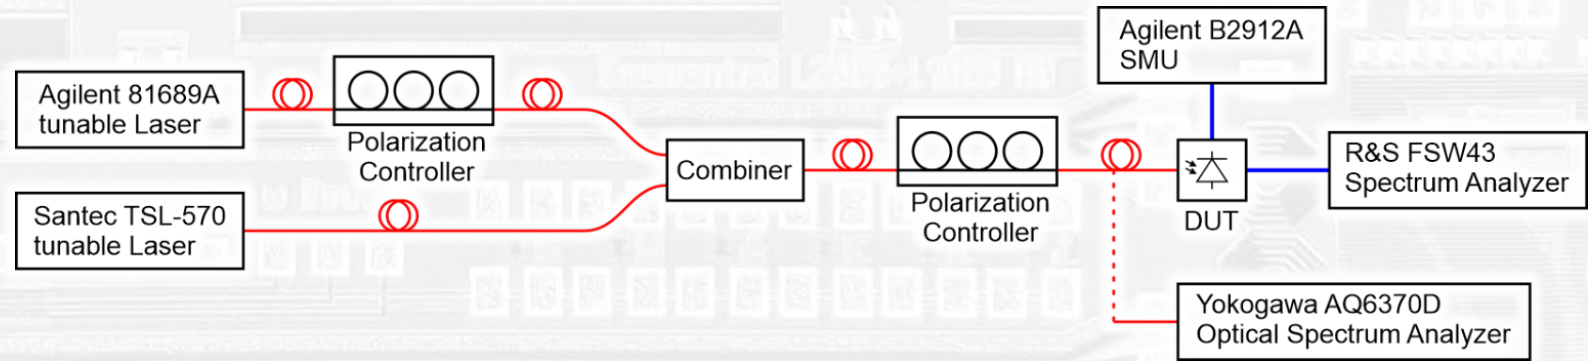 Agilent B2912A
SMU
Agilent 81689A
tunable Laser
Polarization
Controller
Combiner
Santec TSL-570
tunable Laser
Polarization
Controller
DUT
R&S FSW43
Spectrum Analyzer
Yokogawa AQ6370D
Optical Spectrum Analyzer